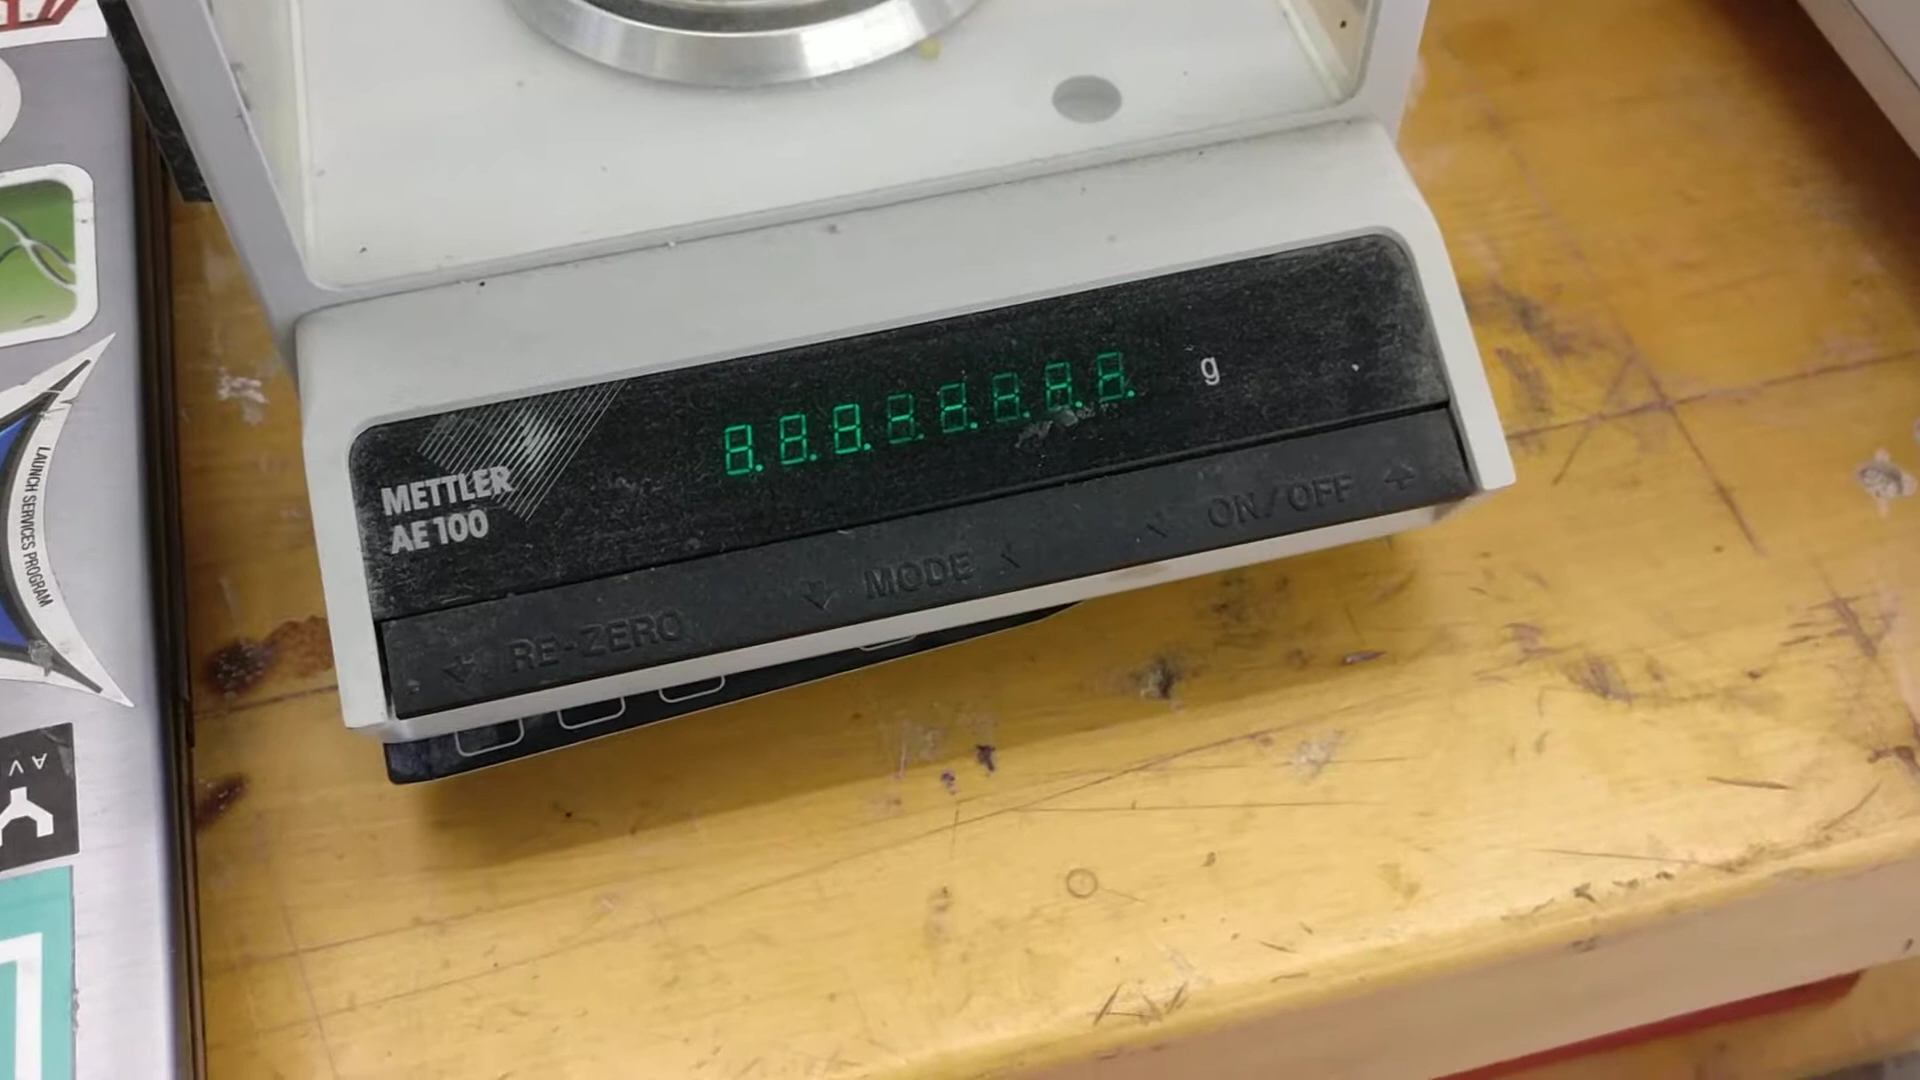 8.8.8.8.8.8.8.8. g
METTLER
AE 100
RE-ZERO MODE ON/OFF
LAUNCH SERVICES PROGRAM
AV